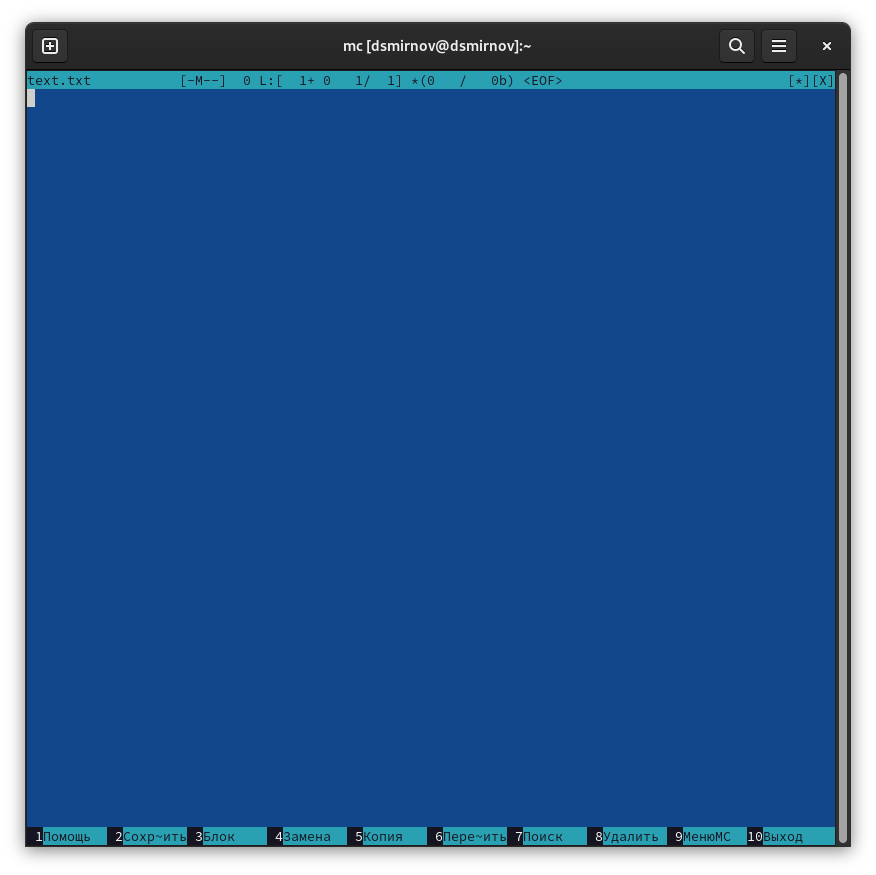 mc [dsmirnov@dsmirnov]:~
text.txt [-M--] 0 L:[ 1+ 0 1/ 1] *(0 / 0b) <EOF> [*][X]
1Помощь 2Сохр~ить 3Блок 4Замена 5Копия 6Пере~ить 7Поиск 8Удалить 9МенюMC 10Выход